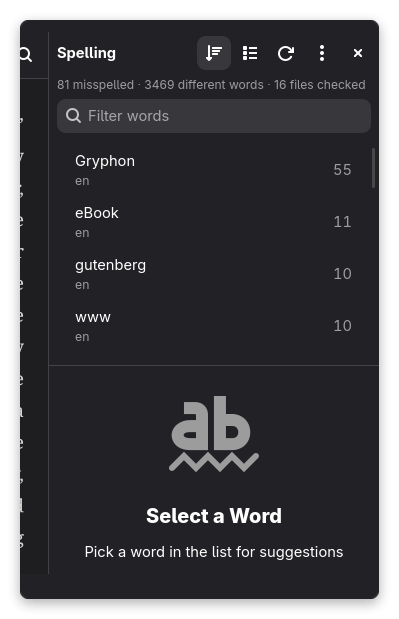 Spelling
81 misspelled · 3469 different words · 16 files checked
Filter words
Gryphon 55
en
eBook 11
en
gutenberg 10
en
www 10
en
ab
Select a Word
Pick a word in the list for suggestions